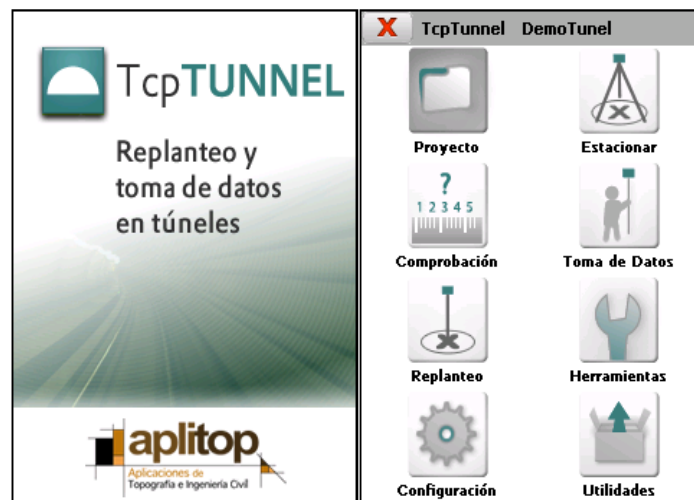 TcpTUNNEL
Replanteo y
toma de datos
en túneles
aplitop
Aplicaciones de
Topografía e Ingeniería Civil
X TcpTunnel DemoTunel
Proyecto
Estacionar
?
1 2 3 4 5
Comprobación
Toma de Datos
Replanteo
Herramientas
Configuración
Utilidades